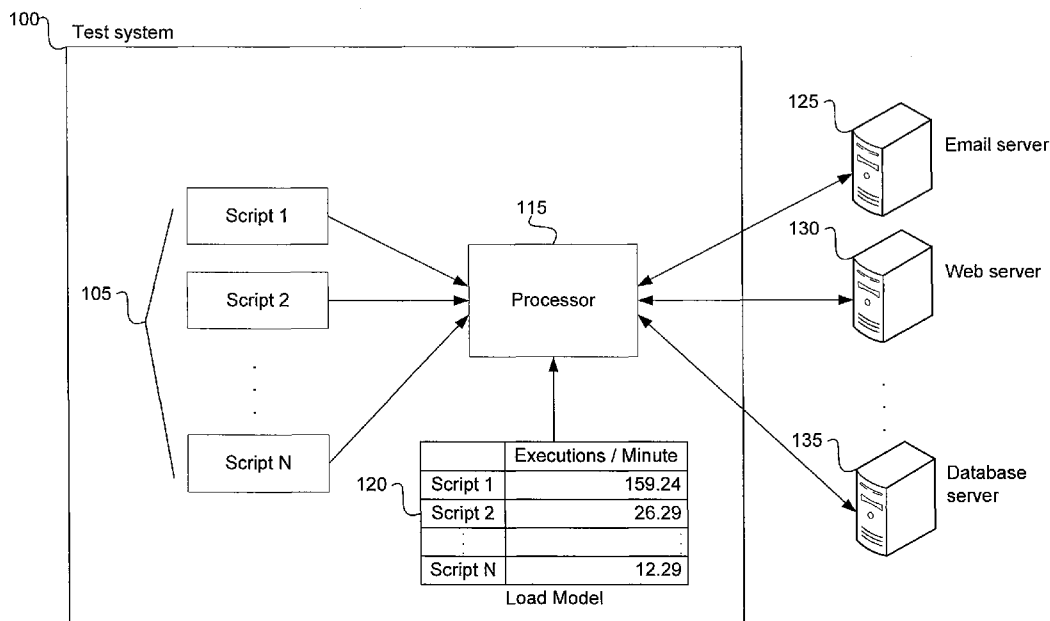 100
Test system
125
Email server
Script 1
115
130
Web server
105
Script 2
Processor
Script N
135
Database
server
120
Executions / Minute
Script 1 159.24
Script 2 26.29
Script N 12.29
Load Model